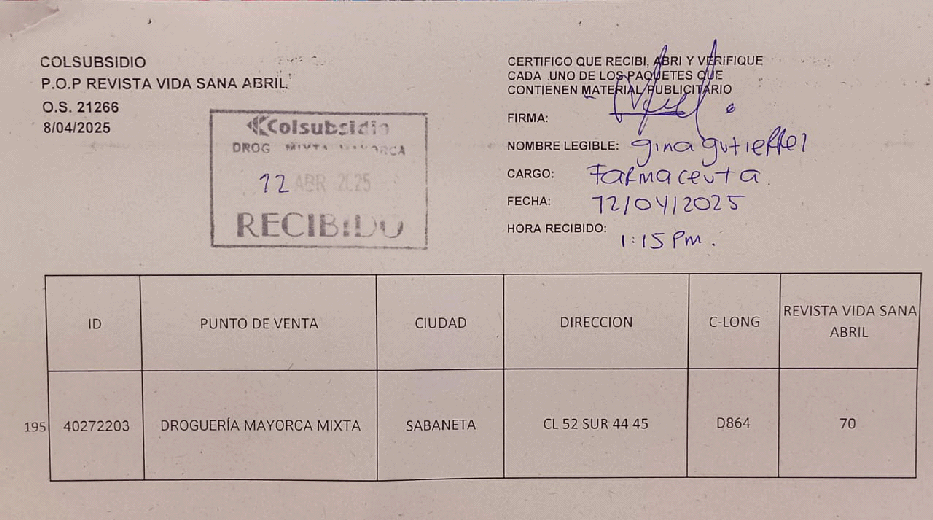 COLSUBSIDIO
P.O.P REVISTA VIDA SANA ABRIL
O.S. 21266
8/04/2025
Colsubsidio
DROG MIXTA MAYORCA
12 ABR 2025
RECIBIDO
CERTIFICO QUE RECIBI, ABRI Y VERIFIQUE
CADA UNO DE LOS PAQUETES QUE
CONTIENEN MATERIAL PUBLICITARIO
FIRMA:
NOMBRE LEGIBLE: gina gutierrez
CARGO: Farmaceuta.
FECHA: 12/04/2025
HORA RECIBIDO: 1:15 Pm.
ID PUNTO DE VENTA CIUDAD DIRECCION C-LONG REVISTA VIDA SANA ABRIL
195 40272203 DROGUERÍA MAYORCA MIXTA SABANETA CL 52 SUR 44 45 D864 70